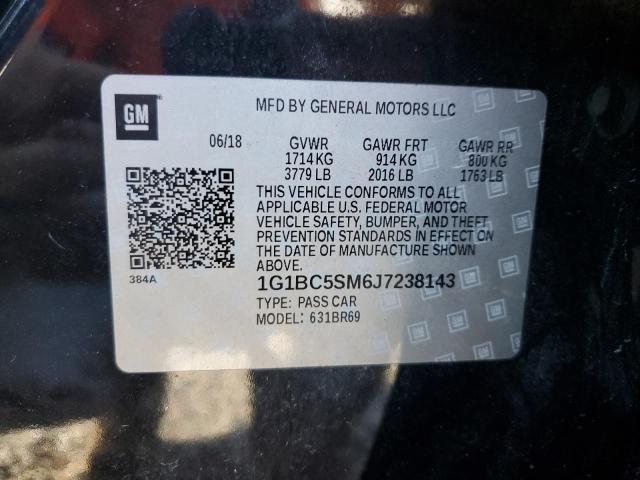 GM
MFD BY GENERAL MOTORS LLC
06/18 GVWR GAWR FRT GAWR RR
1714 KG 914 KG 800 KG
3779 LB 2016 LB 1763 LB
THIS VEHICLE CONFORMS TO ALL
APPLICABLE U.S. FEDERAL MOTOR
VEHICLE SAFETY, BUMPER, AND THEFT
PREVENTION STANDARDS IN EFFECT ON
THE DATE OF MANUFACTURE SHOWN
ABOVE.
384A
1G1BC5SM6J7238143
TYPE: PASS CAR
MODEL: 631BR69